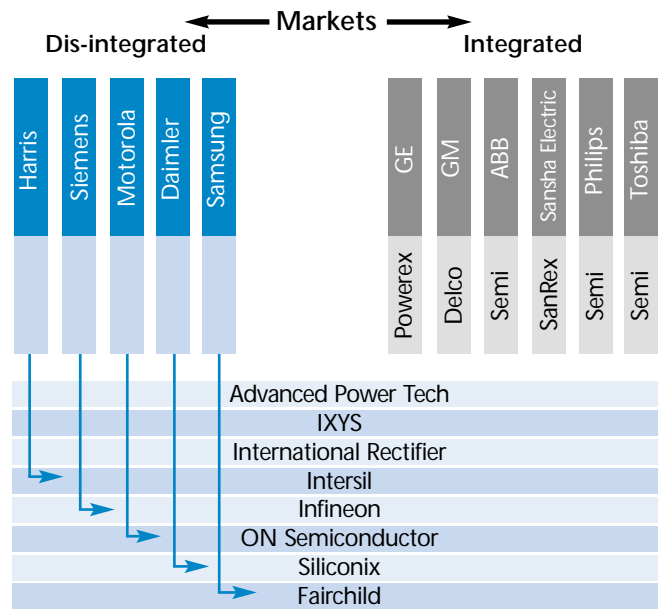 Markets
Dis-integrated
Integrated
Harris
Siemens
Motorola
Daimler
Samsung
GE
GM
ABB
Sansha Electric
Philips
Toshiba
Powerex
Delco
Semi
SanRex
Semi
Semi
Advanced Power Tech
IXYS
International Rectifier
Intersil
Infineon
ON Semiconductor
Siliconix
Fairchild